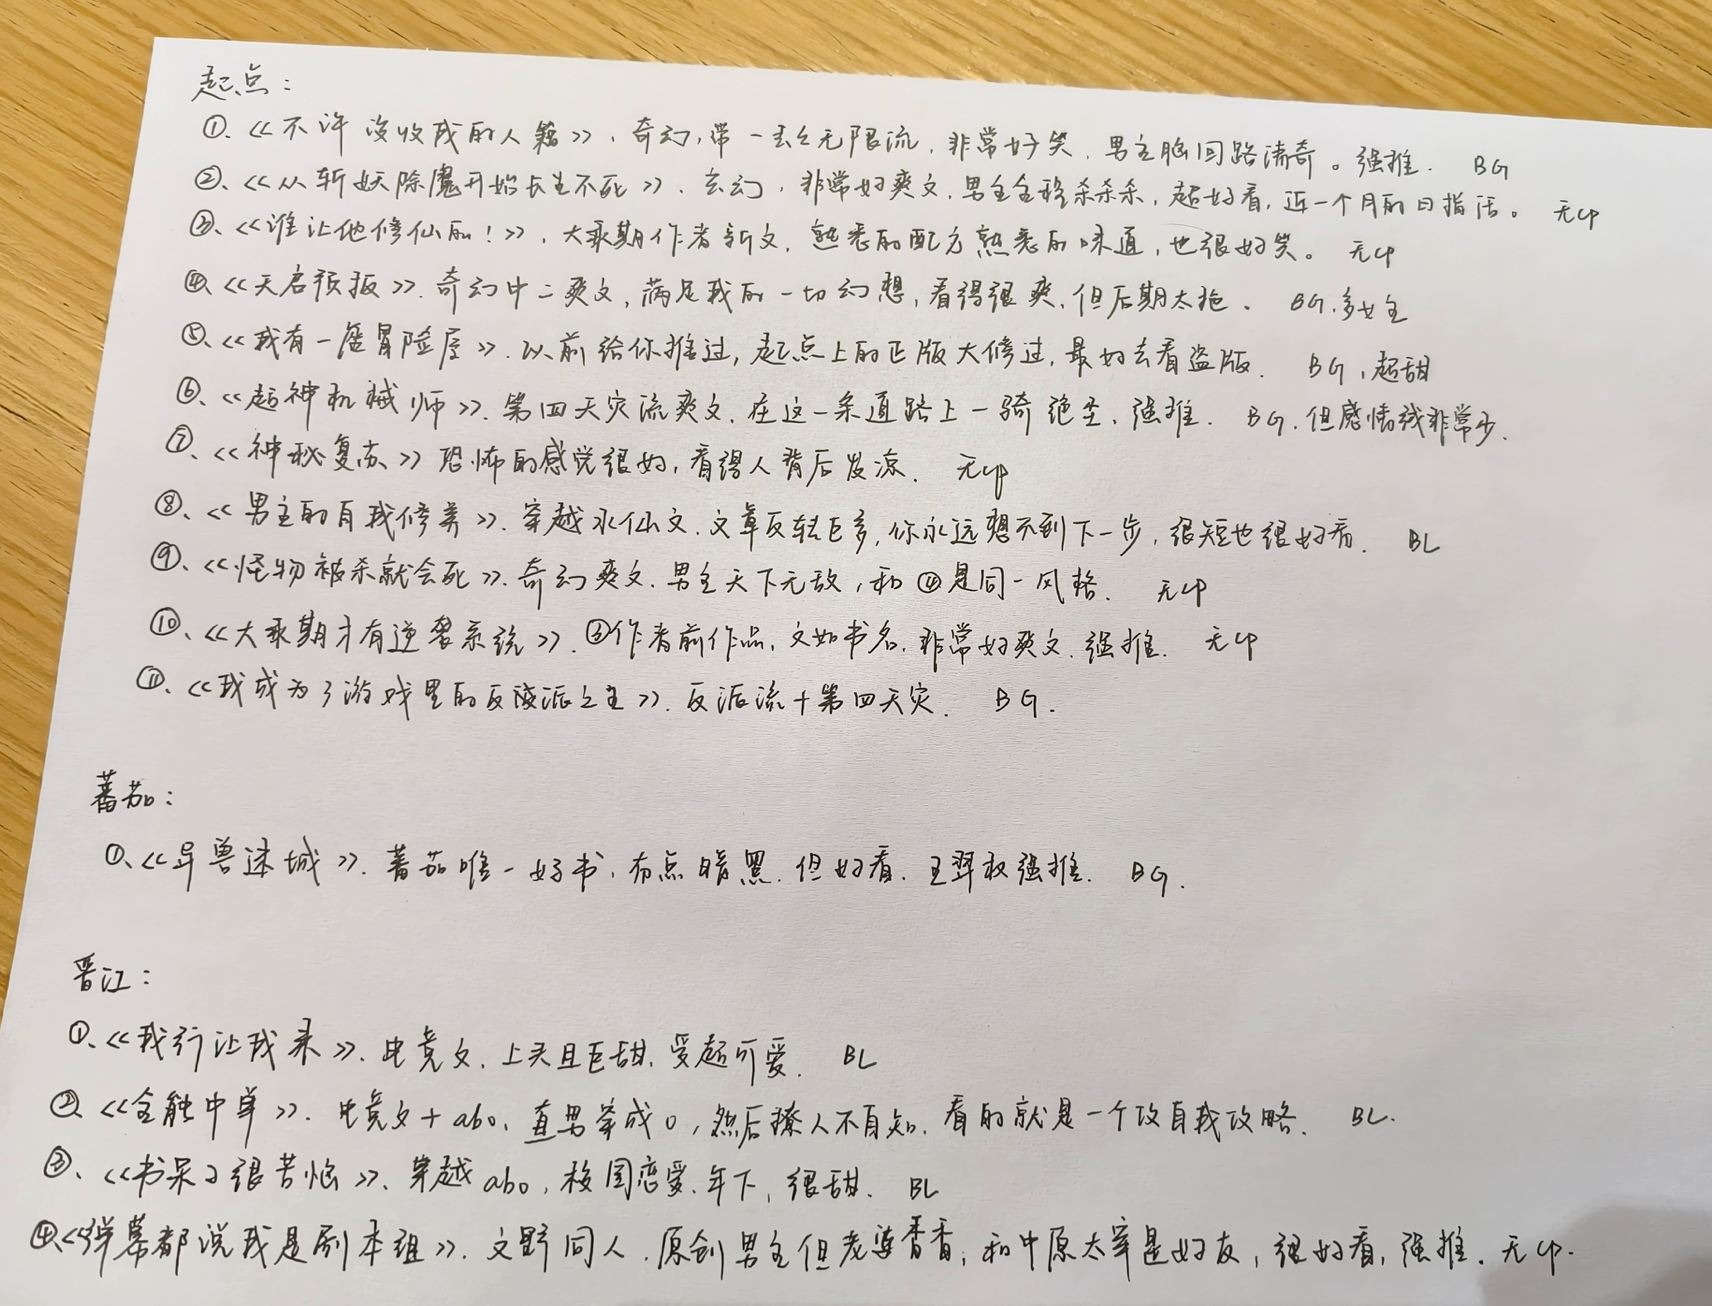 起点：
①、《不许没收我的人籍》、奇幻，带一丢丢无限流，非常好笑，男主脑回路清奇。强推. BG
②、《从斩妖除魔开始长生不死》、玄幻，非常好爽文，男主全程杀杀杀，超好看，近一个月的日指活。 无cp
③、《谁让他修仙的！》，大乘期作者新文，熟悉的配方熟悉的味道，也很好笑。 无cp
④、《天启预报》. 奇幻中二爽文，满足我的一切幻想，看得很爽，但后期太拖。 BG，多女主
⑤、《我有一座冒险屋》. 以前给你推过，起点上的正版大修过，最好去看盗版. BG，超甜
⑥、《超神机械师》. 第四天灾流爽文，在这一条道路上一骑绝尘，强推. BG，但感情线非常少.
⑦、《神秘复苏》恐怖的感觉很好，看得人背后发凉. 无cp
⑧、《男主的自我修养》. 穿越水仙文. 文章反转巨多，你永远想不到下一步，很短也很好看. BL
⑨、《怪物被杀就会死》. 奇幻爽文. 男主天下无敌，和④是同一风格. 无cp
⑩、《大乘期才有逆袭系统》. ③作者前作品，文如书名，非常好爽文. 强推. 无cp
⑪、《我成为了游戏里的反派之主》. 反派流+第四天灾. BG.
蕃茄：
①、《异兽迷城》. 蕃茄唯一好书，有点暗黑. 但好看. 王羿权强推. BG.
晋江：
①、《我行让我来》. 电竞文. 上头且巨甜，受超可爱. BL
②、《全能中单》. 电竞文+abo、直男穿成o，然后撩人不自知. 看的就是一个攻自我攻略. BL.
③、《书呆子很苦恼》. 穿越abo，校园恋爱，年下，很甜. BL
④《弹幕都说我是剧本组》. 文野同人. 原创男主但老婆香香，和中原太宰是好友，很好看，强推. 无cp.